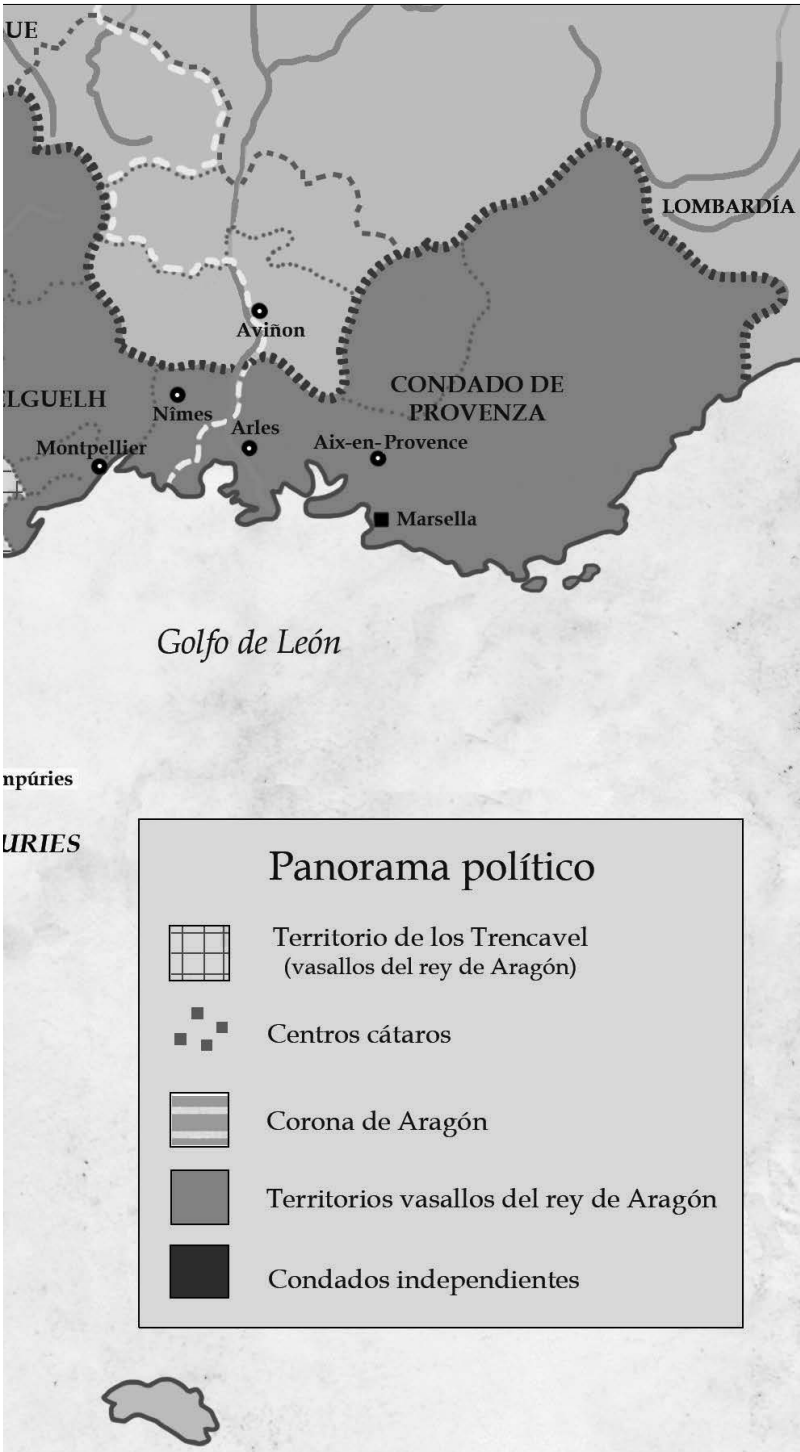 UE
LOMBARDÍA
Aviñon
CONDADO DE
PROVENZA
ELGUELH
Nîmes
Arles
Montpellier
Aix-en-Provence
Marsella
Golfo de León
mpúries
URIES
Panorama político
Territorio de los Trencavel
(vasallos del rey de Aragón)
Centros cátaros
Corona de Aragón
Territorios vasallos del rey de Aragón
Condados independientes